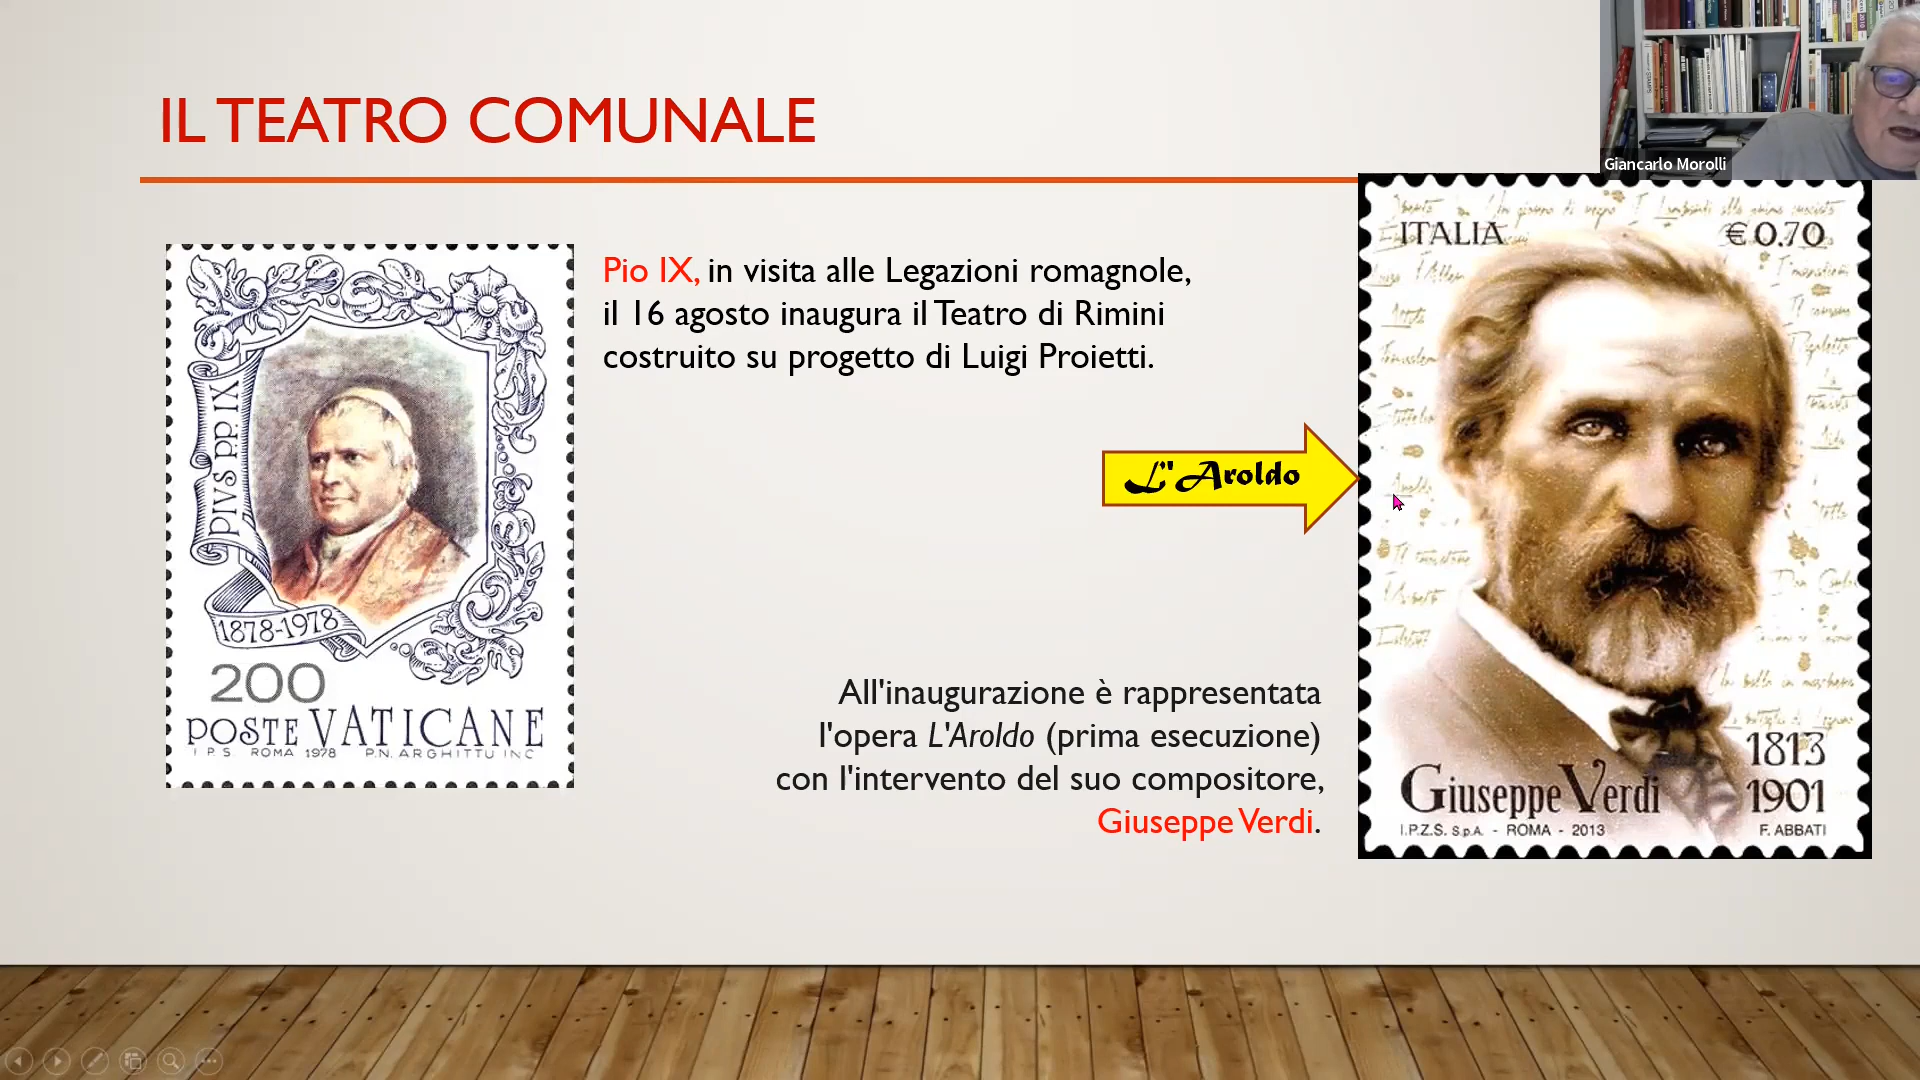 IL TEATRO COMUNALE
Giancarlo Morolli
PIVS PP. IX
1878-1978
200
POSTE VATICANE
I.P.S. ROMA 1978 P.N. ARGHITTU INC
Pio IX, in visita alle Legazioni romagnole,
il 16 agosto inaugura il Teatro di Rimini
costruito su progetto di Luigi Proietti.
L'Aroldo
All'inaugurazione è rappresentata
l'opera L'Aroldo (prima esecuzione)
con l'intervento del suo compositore,
Giuseppe Verdi.
ITALIA €0.70
Aroldo
1813
Giuseppe Verdi 1901
I.P.Z.S. S.p.A. - ROMA - 2013 F. ABBATI